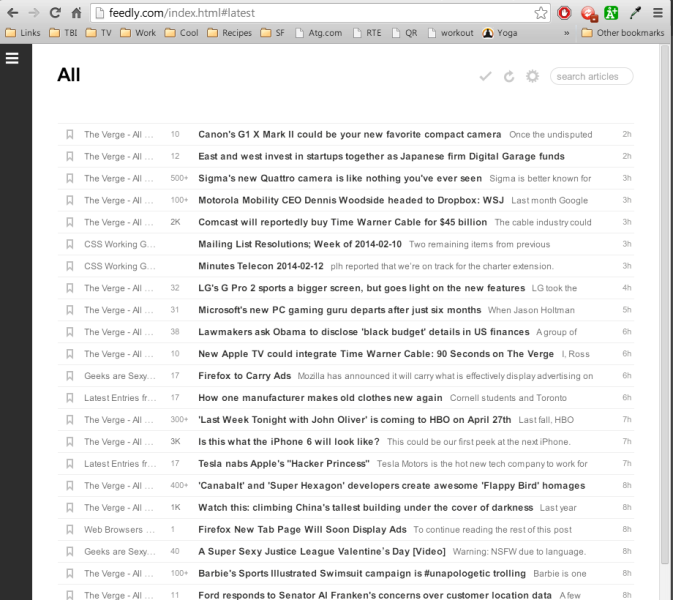 feedly.com/index.html#latest
Links TBI TV Work Cool Recipes SF Atg.com RTE QR workout Yoga » Other bookmarks
All search articles
The Verge - All ... 10 Canon's G1 X Mark II could be your new favorite compact camera Once the undisputed 2h
The Verge - All ... 12 East and west invest in startups together as Japanese firm Digital Garage funds 2h
The Verge - All ... 500+ Sigma's new Quattro camera is like nothing you've ever seen Sigma is better known for 3h
The Verge - All ... 100+ Motorola Mobility CEO Dennis Woodside headed to Dropbox: WSJ Last month Google 3h
The Verge - All ... 2K Comcast will reportedly buy Time Warner Cable for $45 billion The cable industry could 3h
CSS Working G... Mailing List Resolutions; Week of 2014-02-10 Two remaining items from previous 3h
CSS Working G... Minutes Telecon 2014-02-12 plh reported that we're on track for the charter extension. 3h
The Verge - All ... 32 LG's G Pro 2 sports a bigger screen, but goes light on the new features LG took the 4h
The Verge - All ... 31 Microsoft's new PC gaming guru departs after just six months When Jason Holtman 5h
The Verge - All ... 38 Lawmakers ask Obama to disclose 'black budget' details in US finances A group of 6h
The Verge - All ... 10 New Apple TV could integrate Time Warner Cable: 90 Seconds on The Verge I, Ross 6h
Geeks are Sexy... 17 Firefox to Carry Ads Mozilla has announced it will carry what is effectively display advertising on 6h
Latest Entries fr... 17 How one manufacturer makes old clothes new again Cornell students and Toronto 6h
The Verge - All ... 300+ 'Last Week Tonight with John Oliver' is coming to HBO on April 27th Last fall, HBO 7h
The Verge - All ... 3K Is this what the iPhone 6 will look like? This could be our first peek at the next iPhone. 7h
Latest Entries fr... 17 Tesla nabs Apple's "Hacker Princess" Tesla Motors is the hot new tech company to work for 7h
The Verge - All ... 400+ 'Canabalt' and 'Super Hexagon' developers create awesome 'Flappy Bird' homages 8h
The Verge - All ... 1K Watch this: climbing China's tallest building under the cover of darkness Last year 8h
Web Browsers ... 1 Firefox New Tab Page Will Soon Display Ads To continue reading the rest of this post 8h
Geeks are Sexy... 40 A Super Sexy Justice League Valentine's Day [Video] Warning: NSFW due to language. 8h
The Verge - All ... 100+ Barbie's Sports Illustrated Swimsuit campaign is #unapologetic trolling Barbie is one 8h
The Verge - All ... 11 Ford responds to Senator Al Franken's concerns over customer location data A few 8h